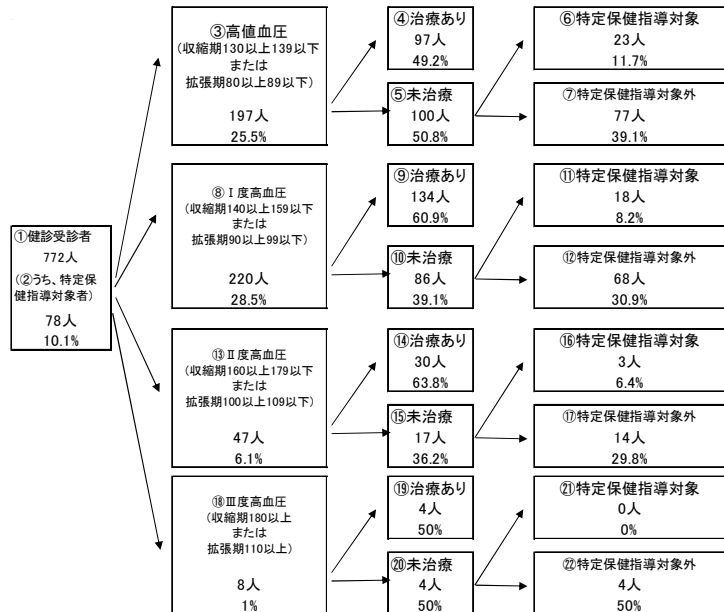 ①健診受診者
772人
(②うち、特定保
健指導対象者)
78人
10.1%
③高値血圧
(収縮期130以上139以下
または
拡張期80以上89以下)
197人
25.5%
④治療あり
97人
49.2%
⑤未治療
100人
50.8%
⑥特定保健指導対象
23人
11.7%
⑦特定保健指導対象外
77人
39.1%
⑧Ⅰ度高血圧
(収縮期140以上159以下
または
拡張期90以上99以下)
220人
28.5%
⑨治療あり
134人
60.9%
⑩未治療
86人
39.1%
⑪特定保健指導対象
18人
8.2%
⑫特定保健指導対象外
68人
30.9%
⑬Ⅱ度高血圧
(収縮期160以上179以下
または
拡張期100以上109以下)
47人
6.1%
⑭治療あり
30人
63.8%
⑮未治療
17人
36.2%
⑯特定保健指導対象
3人
6.4%
⑰特定保健指導対象外
14人
29.8%
⑱Ⅲ度高血圧
(収縮期180以上
または
拡張期110以上)
8人
1%
⑲治療あり
4人
50%
⑳未治療
4人
50%
㉑特定保健指導対象
0人
0%
㉒特定保健指導対象外
4人
50%